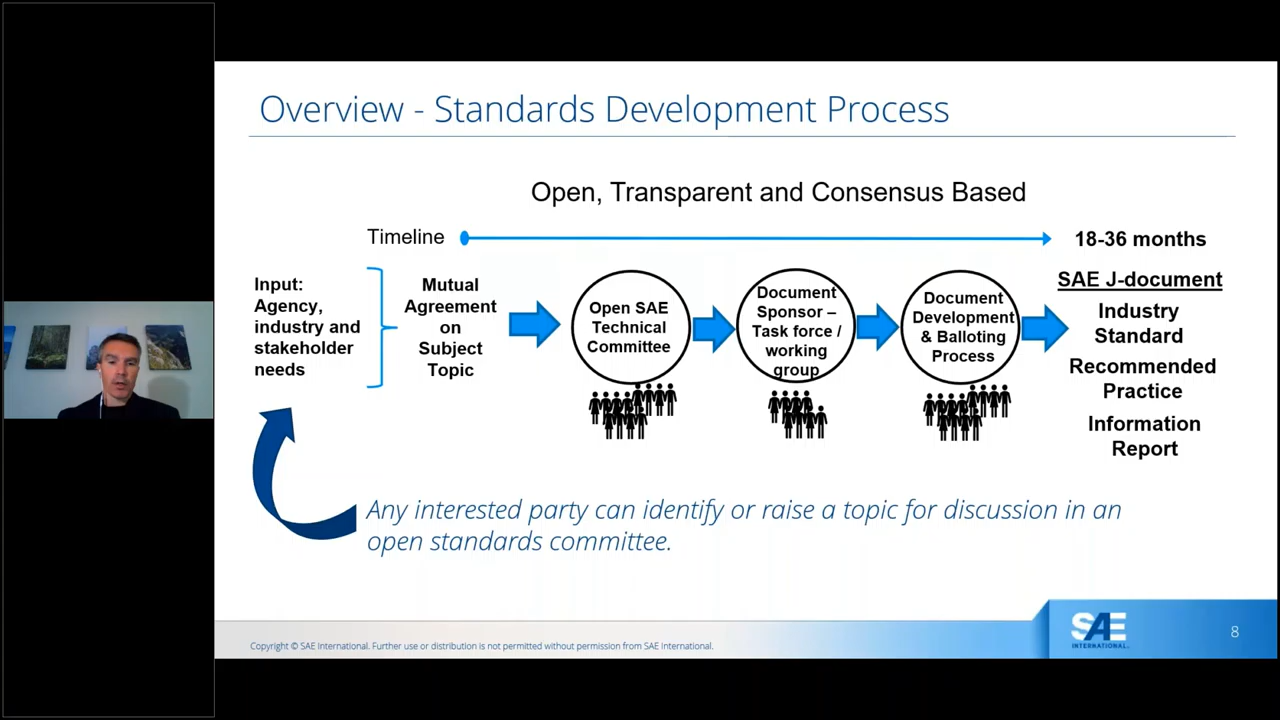 Overview - Standards Development Process
Open, Transparent and Consensus Based
Timeline
18-36 months
Input:
Agency,
industry and
stakeholder
needs
Mutual
Agreement
on
Subject
Topic
Open SAE
Technical
Committee
Document
Sponsor –
Task force /
working
group
Document
Development
& Balloting
Process
SAE J-document
Industry
Standard
Recommended
Practice
Information
Report
Any interested party can identify or raise a topic for discussion in an
open standards committee.
Copyright © SAE International. Further use or distribution is not permitted without permission from SAE International.
SAE
INTERNATIONAL
8